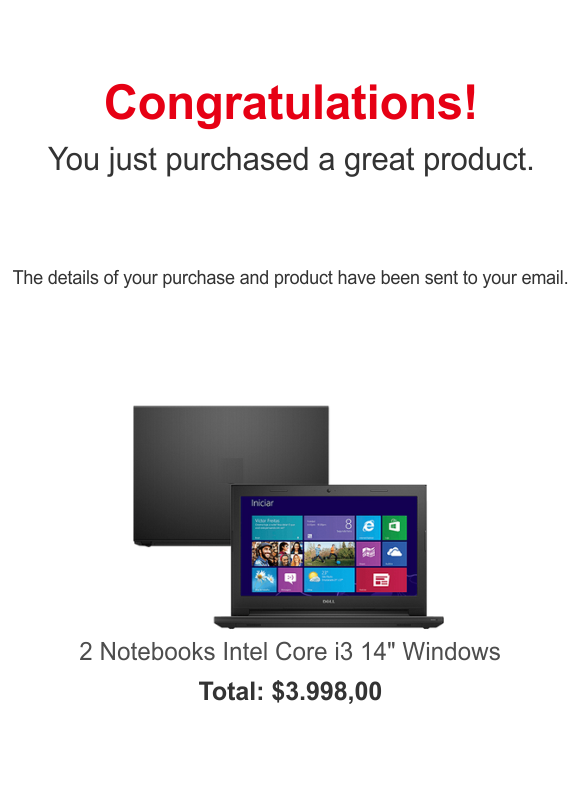 Congratulations!
You just purchased a great product.
The details of your purchase and product have been sent to your email.
Iniciar
8
DELL
2 Notebooks Intel Core i3 14" Windows
Total: $3.998,00